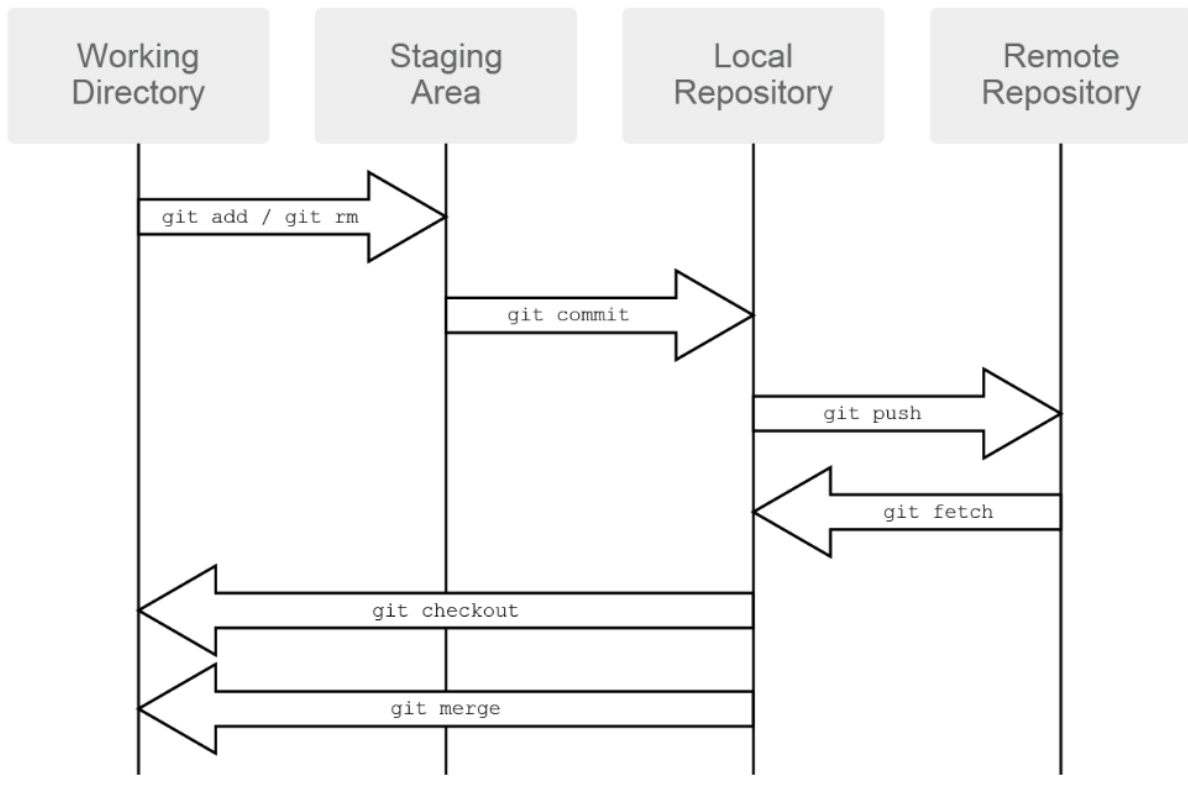 Working
Directory
Staging
Area
Local
Repository
Remote
Repository
git add / git rm
git commit
git push
git fetch
git checkout
git merge